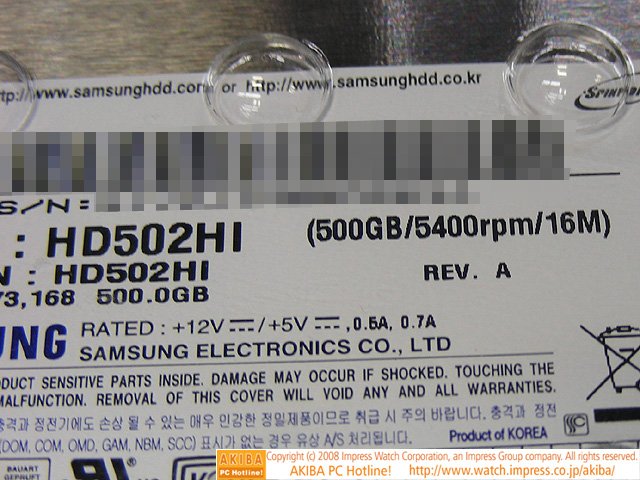 http://www.samsunghdd.com or http://www.samsunghdd.co.kr
S/N:
: HD502HI (500GB/5400rpm/16M)
N : HD502HI REV. A
73,168 500.0GB
RATED : +12V /+5V , 0.5A, 0.7A
UNG SAMSUNG ELECTRONICS CO., LTD
DUCT SENSITIVE PARTS INSIDE. DAMAGE MAY OCCUR IF SHOCKED. TOUCHING THE
MALFUNCTION. REMOVAL OF THIS COVER WILL VOID ANY AND ALL WARRANTIES.
충격과 정전기에도 손상 될 수 있는 매우 민감한 정밀제품이므로 취급 시 주의 바랍니다. 충격과 정전
(DOM, COM, OMD, GAM, NBM, SCC) 표시가 없는 경우 유상 A/S 처리됩니다.
Product of KOREA
BAUART
GEPRUFT
AKIBA
PC Hotline!
Copyright (c) 2008 Impress Watch Corporation, an Impress Group company. All rights reserved.
AKIBA PC Hotline! http://www.watch.impress.co.jp/akiba/